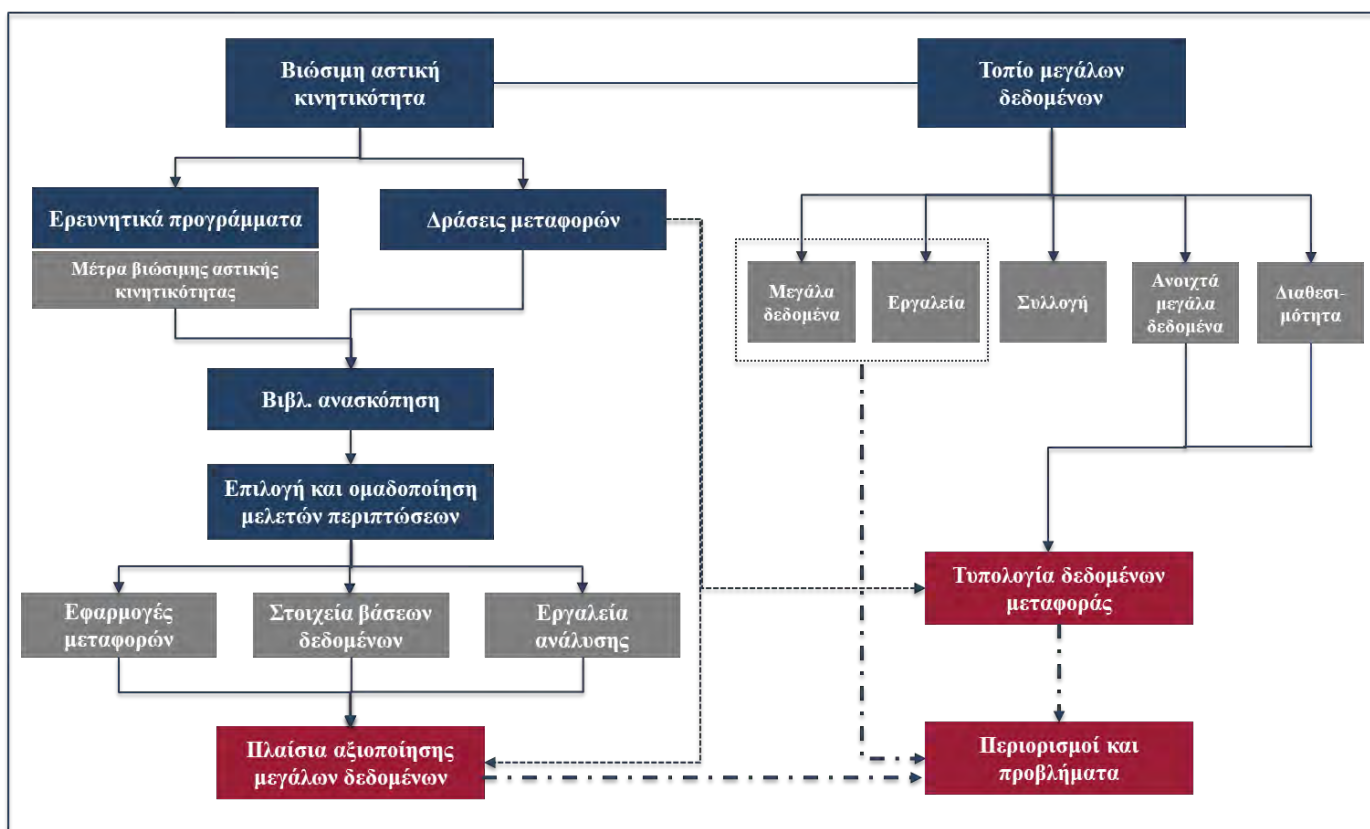 Βιώσιμη αστική
κινητικότητα
Τοπίο μεγάλων
δεδομένων
Ερευνητικά προγράμματα
Μέτρα βιώσιμης αστικής
κινητικότητας
Δράσεις μεταφορών
Μεγάλα
δεδομένα
Εργαλεία
Συλλογή
Ανοιχτά
μεγάλα
δεδομένα
Διαθεσι-
μότητα
Βιβλ. ανασκόπηση
Επιλογή και ομαδοποίηση
μελετών περιπτώσεων
Εφαρμογές
μεταφορών
Στοιχεία βάσεων
δεδομένων
Εργαλεία
ανάλυσης
Τυπολογία δεδομένων
μεταφοράς
Πλαίσια αξιοποίησης
μεγάλων δεδομένων
Περιορισμοί και
προβλήματα